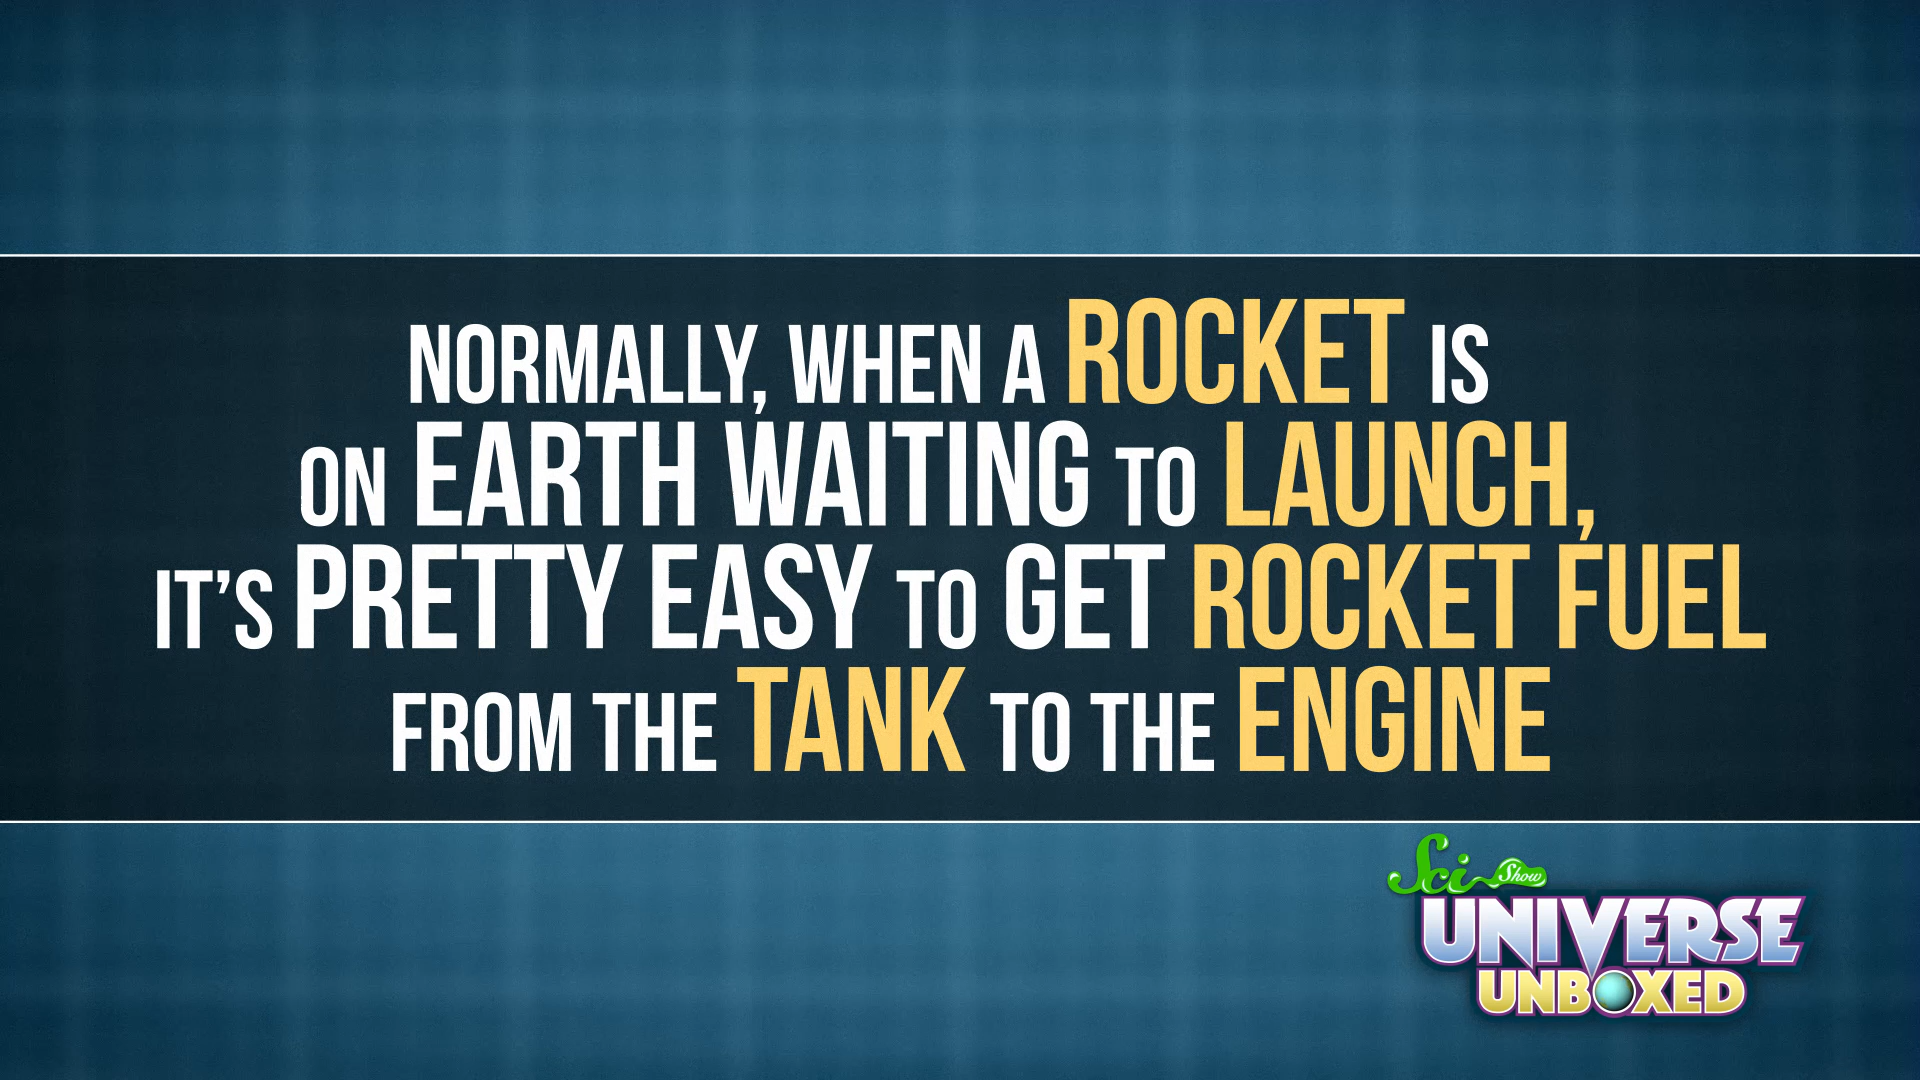 NORMALLY, WHEN A ROCKET IS
ON EARTH WAITING TO LAUNCH,
IT’S PRETTY EASY TO GET ROCKET FUEL
FROM THE TANK TO THE ENGINE
Sci Show
UNIVERSE
UNBOXED